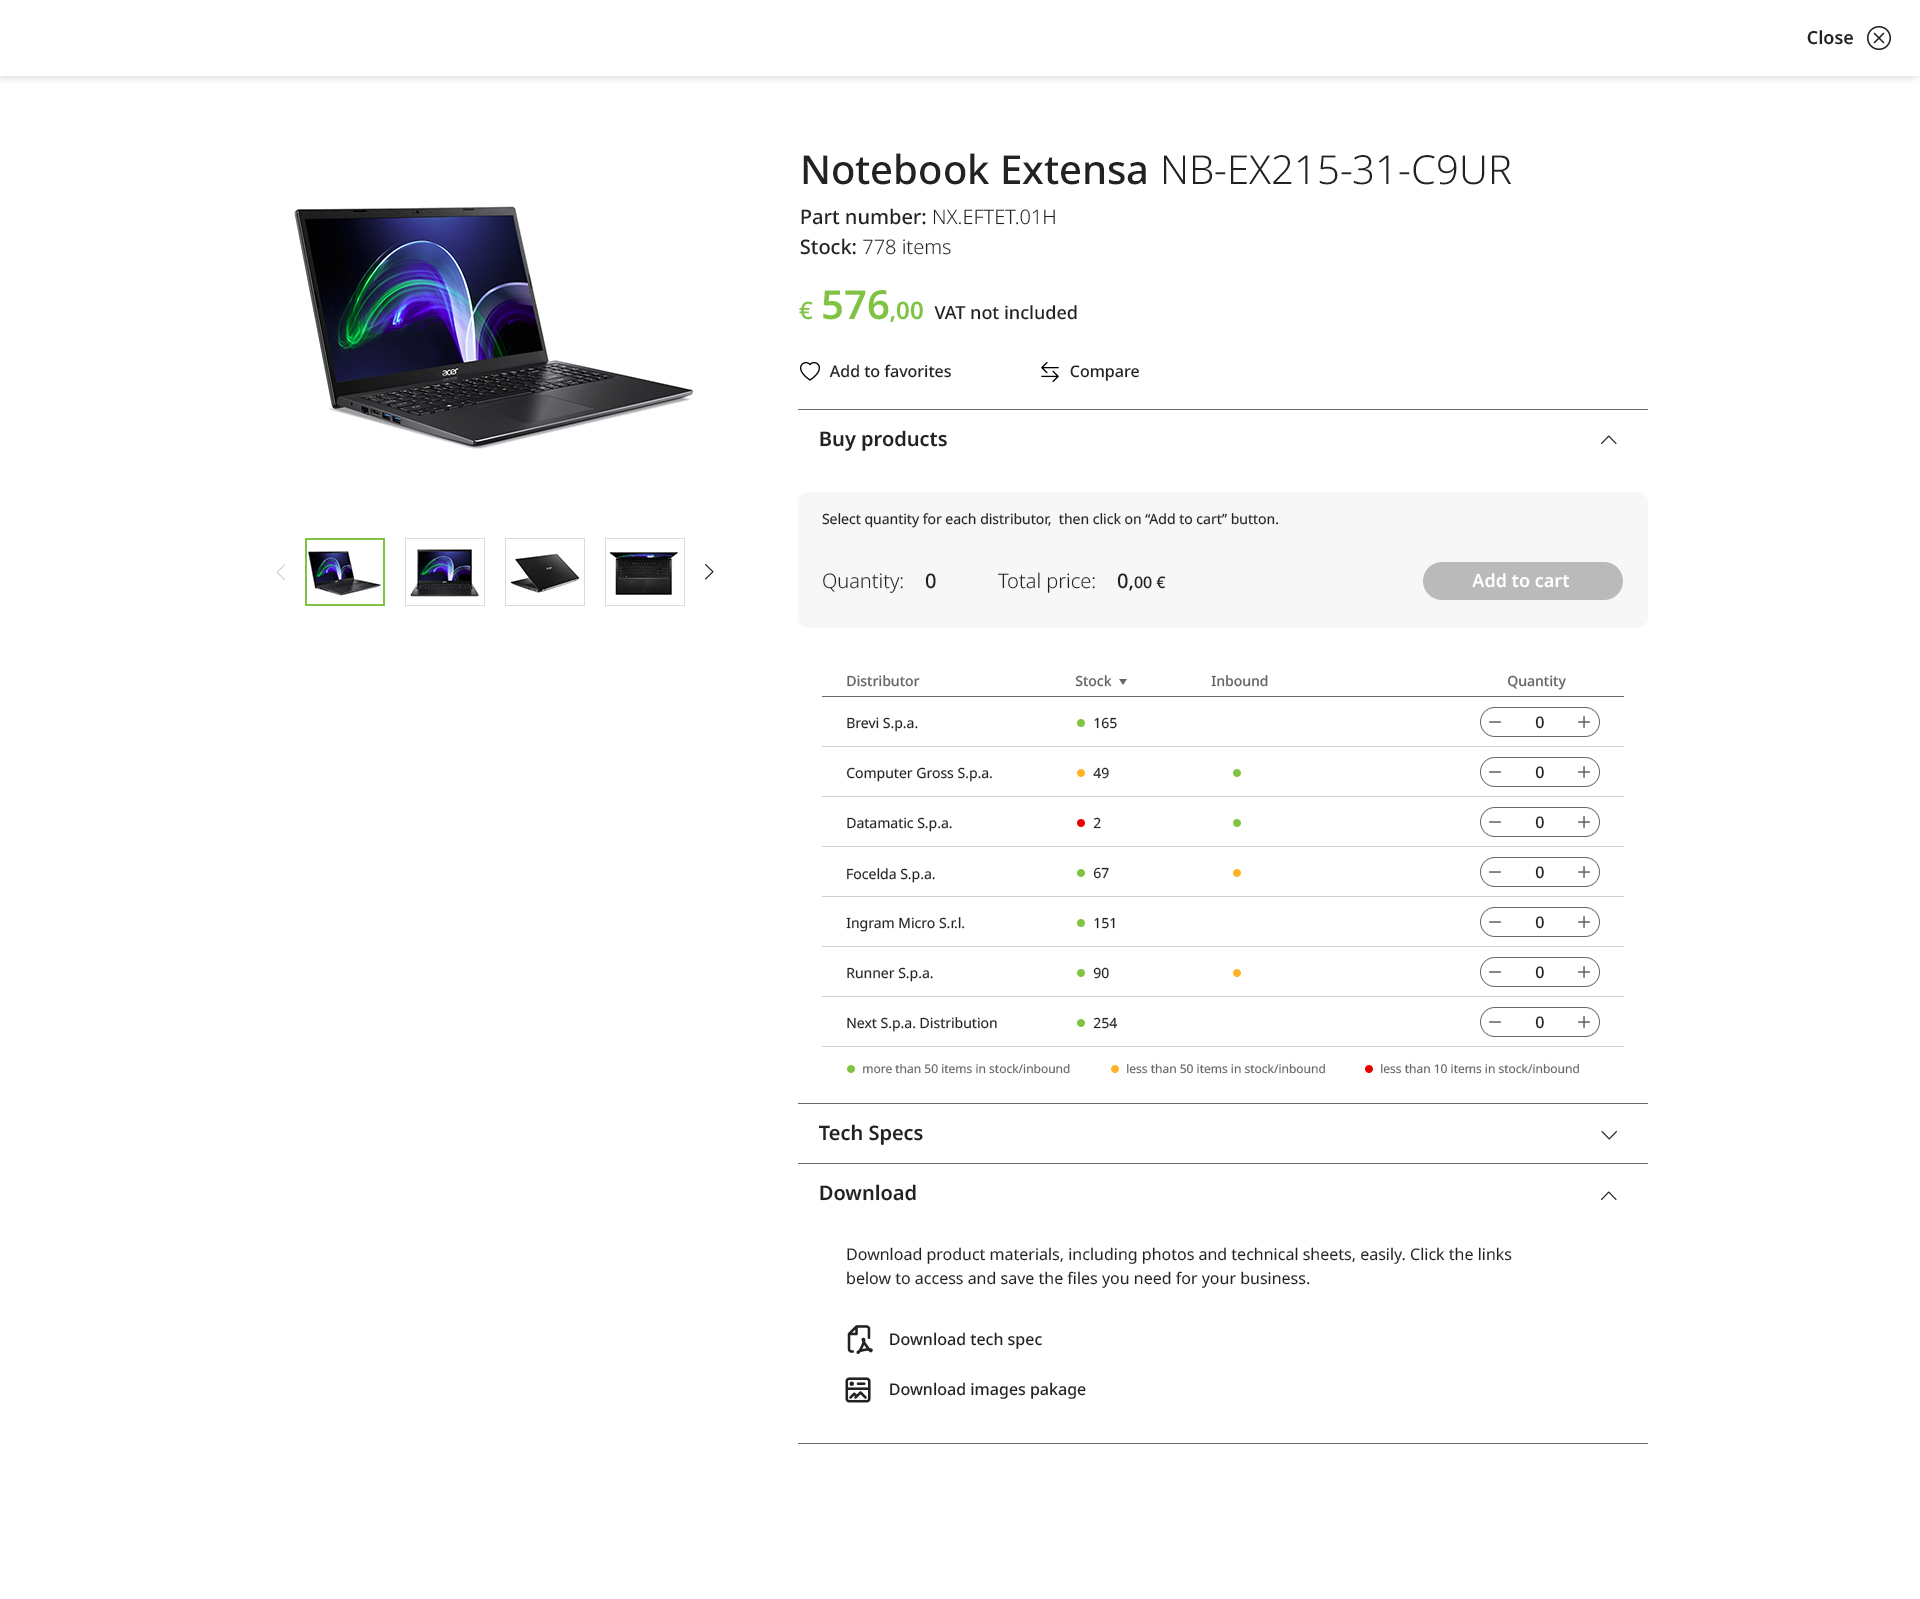 Close
Notebook Extensa NB-EX215-31-C9UR
Part number: NX.EFTET.01H
Stock: 778 items
€ 576,00 VAT not included
Add to favorites Compare
acer
Buy products
Select quantity for each distributor, then click on “Add to cart” button.
Quantity: 0 Total price: 0,00 € Add to cart
Distributor Stock Inbound Quantity
Brevi S.p.a. 165 0
Computer Gross S.p.a. 49 0
Datamatic S.p.a. 2 0
Focelda S.p.a. 67 0
Ingram Micro S.r.l. 151 0
Runner S.p.a. 90 0
Next S.p.a. Distribution 254 0
more than 50 items in stock/inbound less than 50 items in stock/inbound less than 10 items in stock/inbound
Tech Specs
Download
Download product materials, including photos and technical sheets, easily. Click the links
below to access and save the files you need for your business.
Download tech spec
Download images pakage